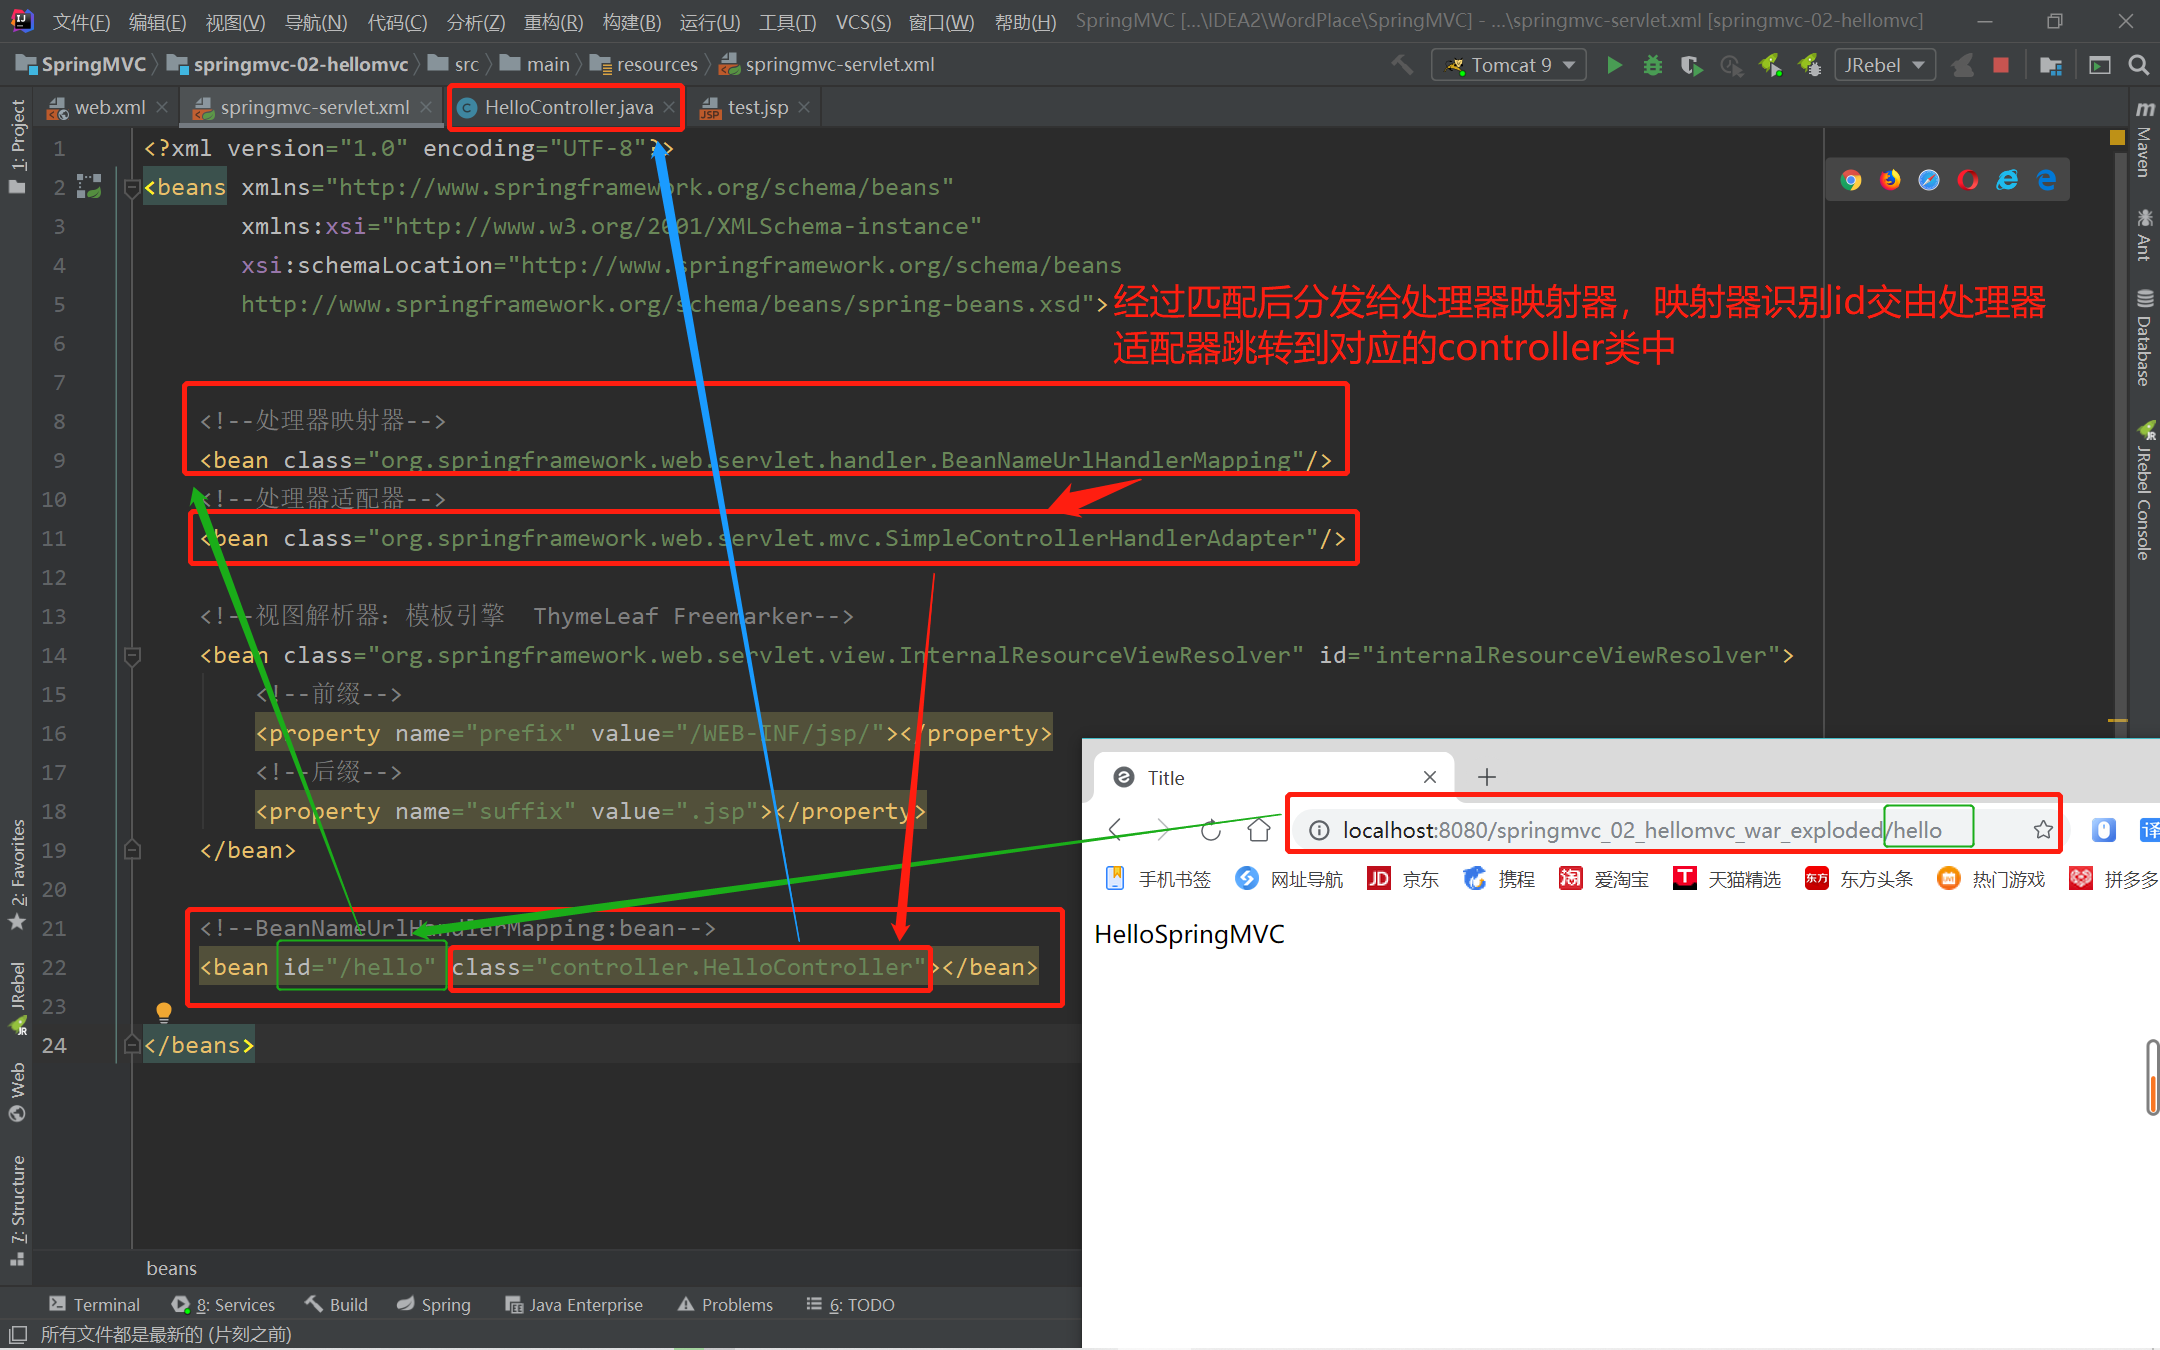 文件(F) 编辑(E) 视图(V) 导航(N) 代码(C) 分析(Z) 重构(R) 构建(B) 运行(U) 工具(T) VCS(S) 窗口(W) 帮助(H) SpringMVC [...\IDEA2\WordPlace\SpringMVC] - ...\springmvc-servlet.xml [springmvc-02-hellomvc]
SpringMVC springmvc-02-hellomvc src main resources springmvc-servlet.xml Tomcat 9 JRebel
web.xml springmvc-servlet.xml HelloController.java test.jsp
1: Project
2: Favorites
JRebel
Web
7: Structure
Maven
Ant
Database
JRebel Console
1 <?xml version="1.0" encoding="UTF-8"?>
2 <beans xmlns="http://www.springframework.org/schema/beans"
3 xmlns:xsi="http://www.w3.org/2001/XMLSchema-instance"
4 xsi:schemaLocation="http://www.springframework.org/schema/beans
5 http://www.springframework.org/schema/beans/spring-beans.xsd">
经过匹配后分发给处理器映射器，映射器识别id交由处理器
适配器跳转到对应的controller类中
6
7
8 <!--处理器映射器-->
9 <bean class="org.springframework.web.servlet.handler.BeanNameUrlHandlerMapping"/>
10 <!--处理器适配器-->
11 <bean class="org.springframework.web.servlet.mvc.SimpleControllerHandlerAdapter"/>
12
13 <!--视图解析器：模板引擎 ThymeLeaf Freemarker-->
14 <bean class="org.springframework.web.servlet.view.InternalResourceViewResolver" id="internalResourceViewResolver">
15 <!--前缀-->
16 <property name="prefix" value="/WEB-INF/jsp/"></property>
17 <!--后缀-->
18 <property name="suffix" value=".jsp"></property>
19 </bean>
20
21 <!--BeanNameUrlHandlerMapping:bean-->
22 <bean id="/hello" class="controller.HelloController"></bean>
23
24 </beans>
Title
localhost:8080/springmvc_02_hellomvc_war_exploded/hello
译
手机书签 网址导航 JD 京东 携程 淘 爱淘宝 T 天猫精选 东方 东方头条 热门游戏 拼多多
HelloSpringMVC
beans
Terminal 8: Services Build Spring Java Enterprise Problems 6: TODO
所有文件都是最新的 (片刻之前)